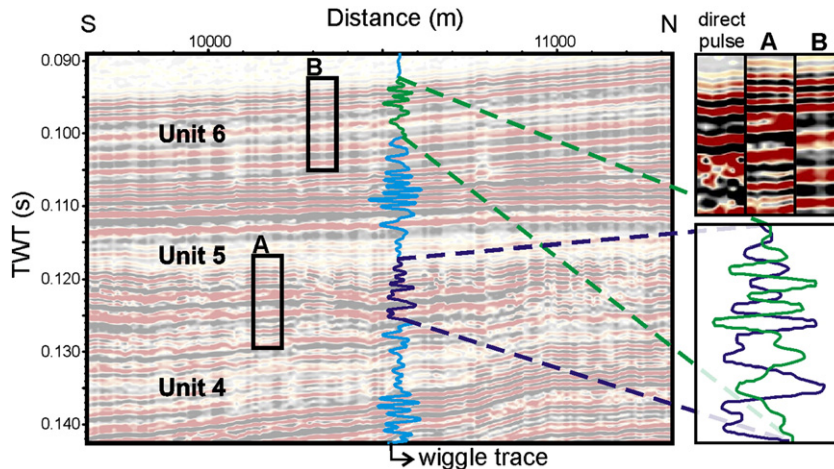 S Distance (m) N
10000 11000
direct pulse A B
0.090
0.100
0.110
0.120
0.130
0.140
TWT (s)
B
Unit 6
Unit 5
A
Unit 4
wiggle trace